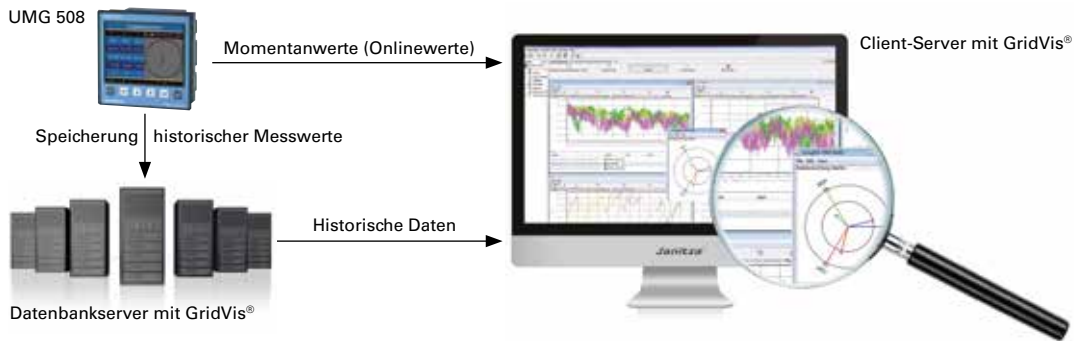 UMG 508
Momentanwerte (Onlinewerte)
Client-Server mit GridVis®
Speicherung historischer Messwerte
Historische Daten
Janitza
Datenbankserver mit GridVis®